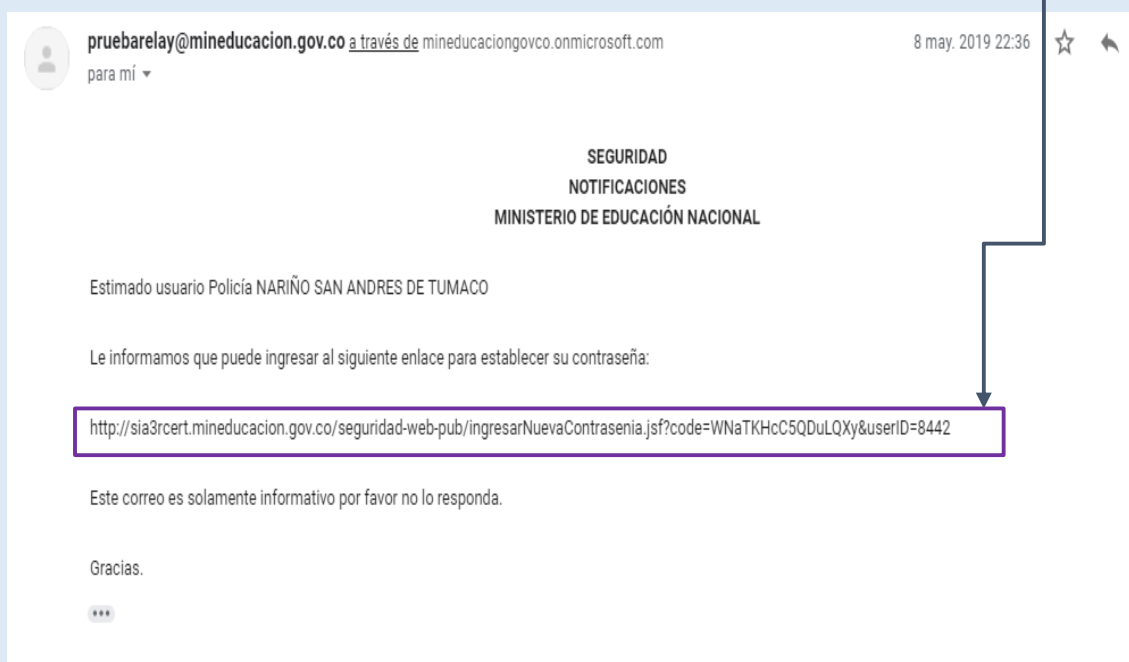 pruebarelay@mineducacion.gov.co a través de mineducaciongovco.onmicrosoft.com 8 may. 2019 22:36
para mí
SEGURIDAD
NOTIFICACIONES
MINISTERIO DE EDUCACIÓN NACIONAL
Estimado usuario Policía NARIÑO SAN ANDRES DE TUMACO
Le informamos que puede ingresar al siguiente enlace para establecer su contraseña:
http://sia3rcert.mineducacion.gov.co/seguridad-web-pub/ingresarNuevaContrasenia.jsf?code=WNaTKHcC5QDuLQXy&userID=8442
Este correo es solamente informativo por favor no lo responda.
Gracias.